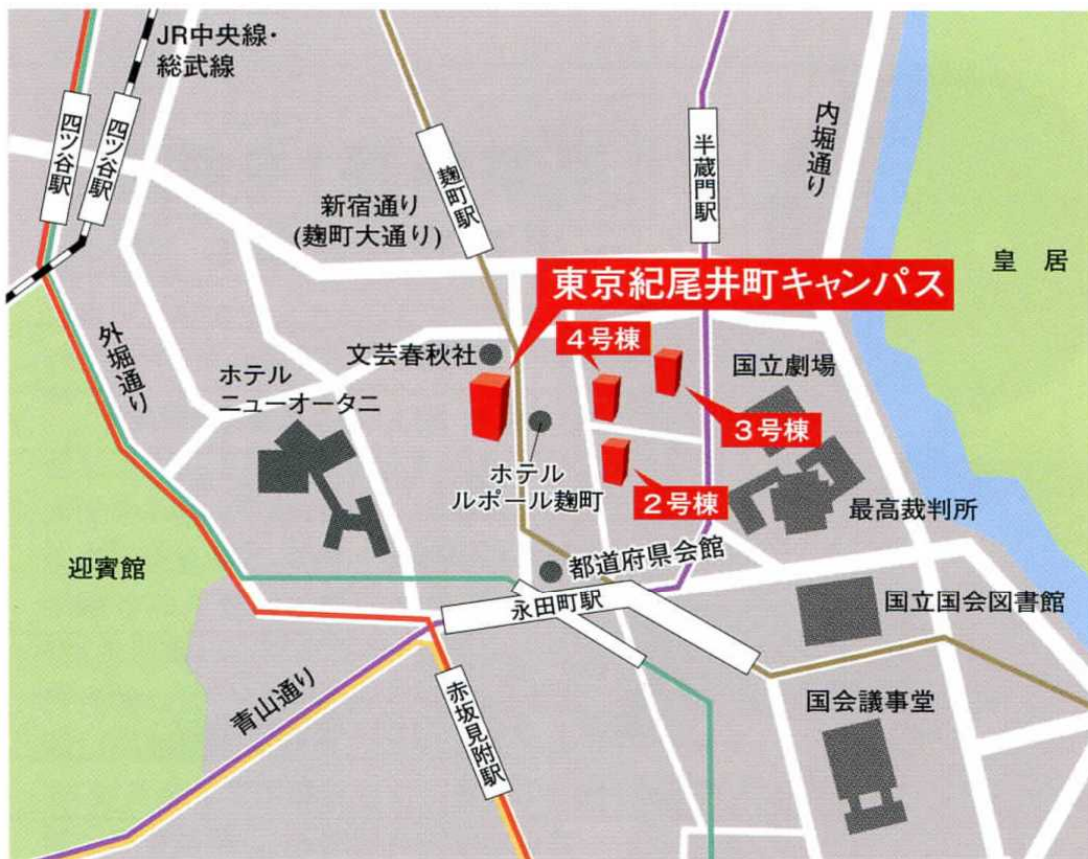 JR中央線・
総武線
四ツ谷駅
四ツ谷駅
麹町駅
半蔵門駅
内堀通り
新宿通り
(麹町大通り)
皇 居
東京紀尾井町キャンパス
4号棟
文芸春秋社
外堀通り
ホテル
ニューオータニ
国立劇場
3号棟
ホテル
ルポール麹町
2号棟
最高裁判所
都道府県会館
迎賓館
永田町駅
国立国会図書館
青山通り
赤坂見附駅
国会議事堂